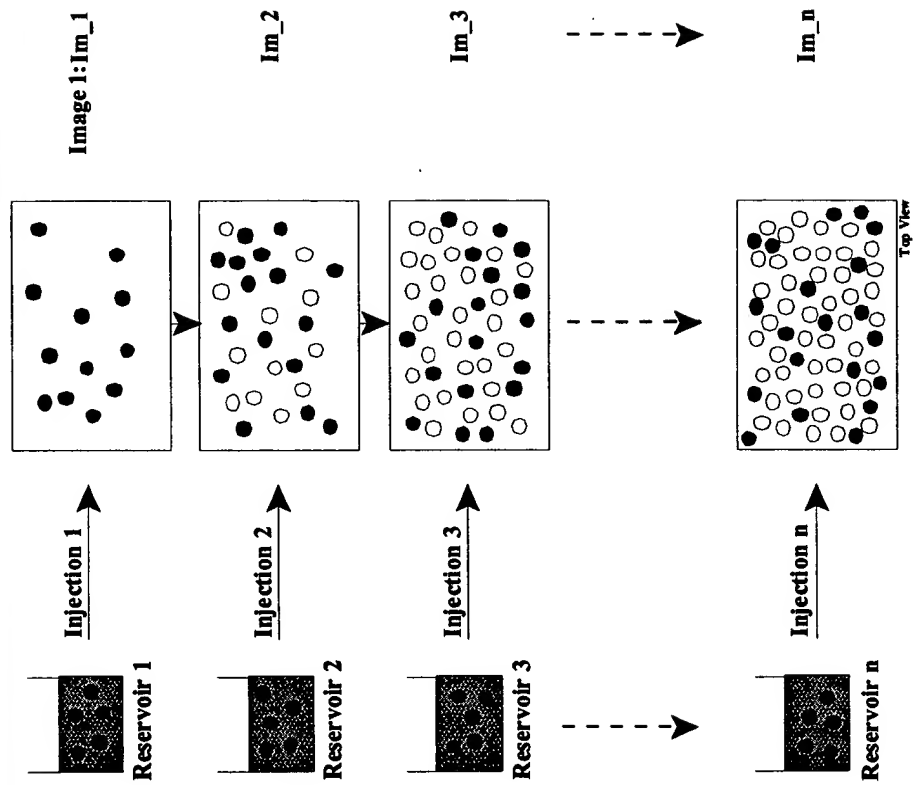 Image 1: Im_1
Im_2
Im_3
Im_n
Top View
Injection 1
Injection 2
Injection 3
Injection n
Reservoir 1
Reservoir 2
Reservoir 3
Reservoir n